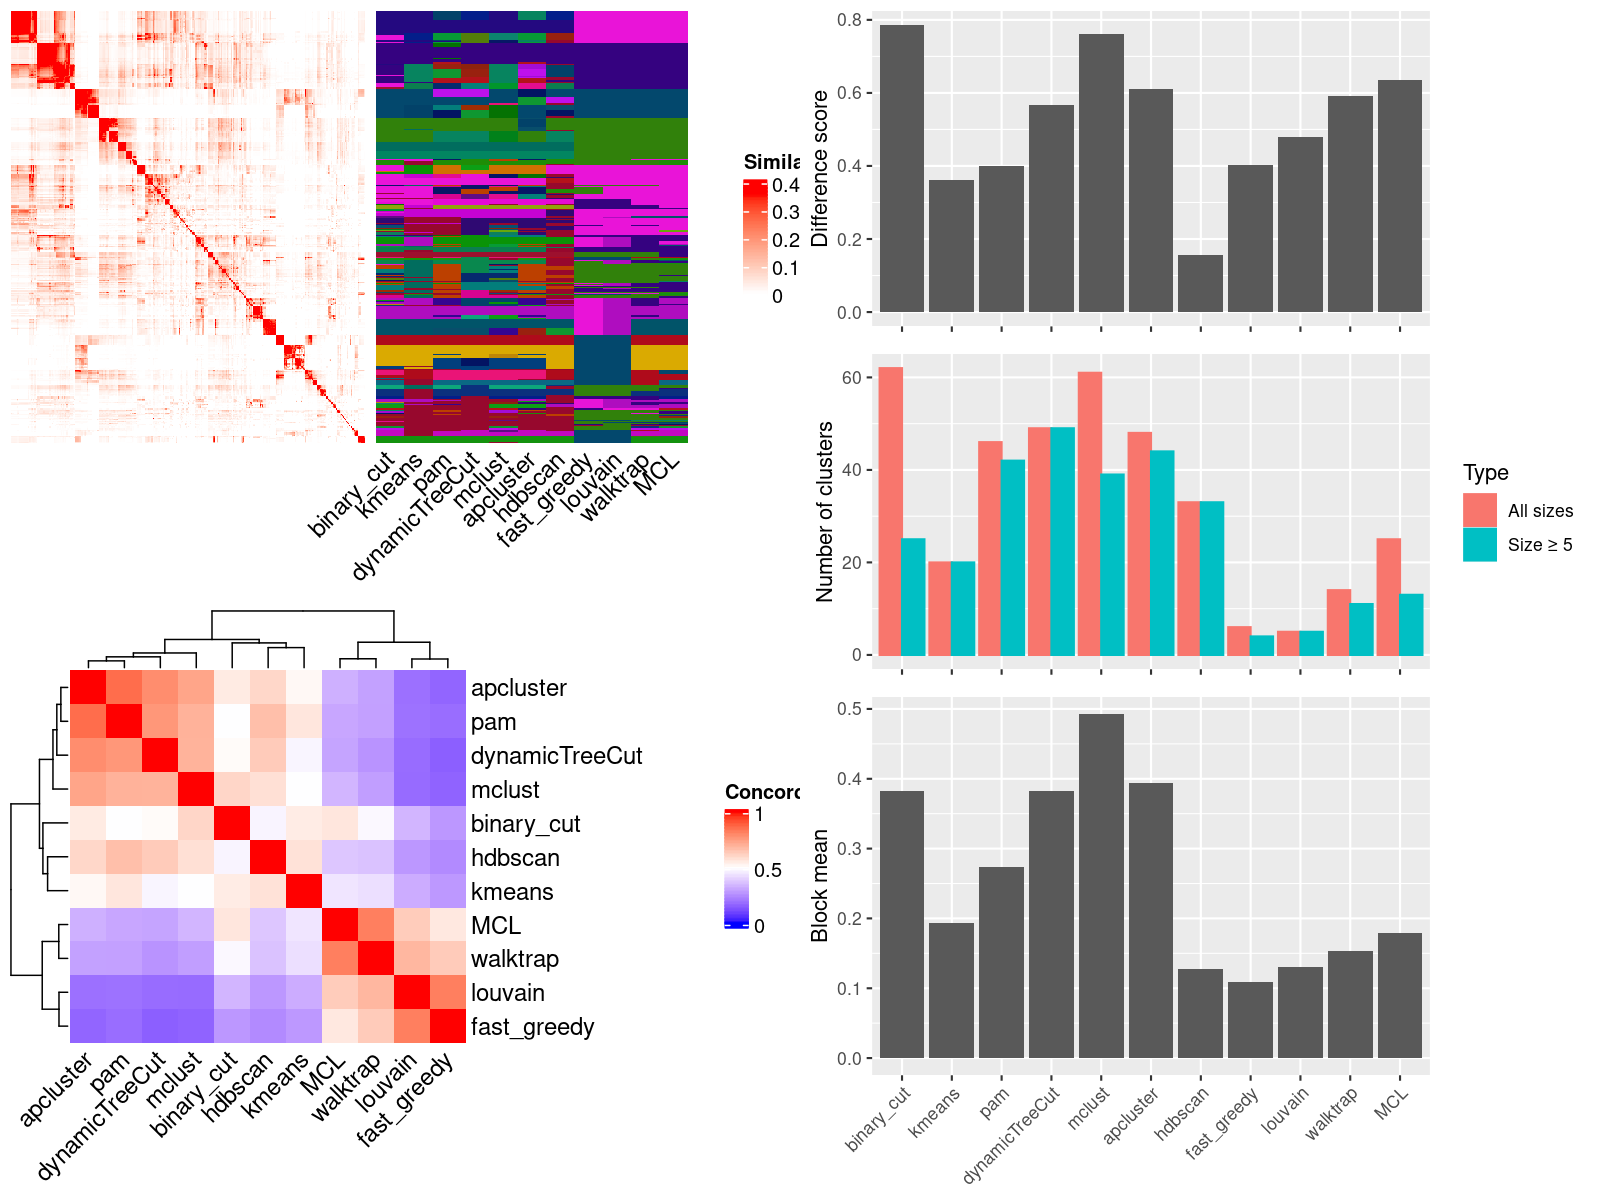 Simila
0.4
0.3
0.2
0.1
0
binary_cut
kmeans
pam
dynamicTreeCut
mclust
apcluster
hdbscan
fast_greedy
louvain
walktrap
MCL
apcluster
pam
dynamicTreeCut
mclust
binary_cut
hdbscan
kmeans
MCL
walktrap
louvain
fast_greedy
apcluster
pam
dynamicTreeCut
mclust
binary_cut
hdbscan
kmeans
MCL
walktrap
louvain
fast_greedy
Concord
1
0.5
0
Difference score
0.8
0.6
0.4
0.2
0.0
Number of clusters
60
40
20
0
Type
All sizes
Size ≥ 5
Block mean
0.5
0.4
0.3
0.2
0.1
0.0
binary_cut
kmeans
pam
dynamicTreeCut
mclust
apcluster
hdbscan
fast_greedy
louvain
walktrap
MCL